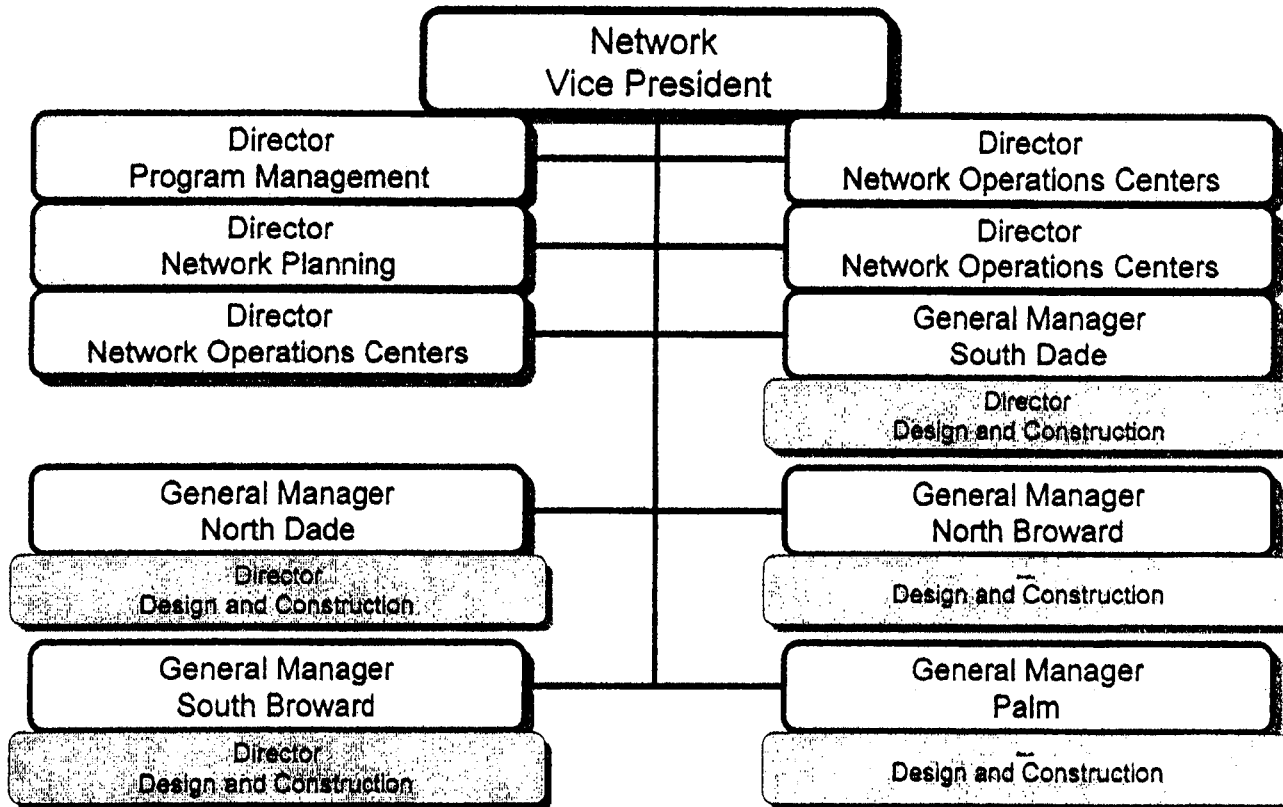 Network
Vice President
Director
Program Management
Director
Network Operations Centers
Director
Network Planning
Director
Network Operations Centers
Director
Network Operations Centers
General Manager
South Dade
Director
Design and Construction
General Manager
North Dade
General Manager
North Broward
Director
Design and Construction
Design and Construction
General Manager
South Broward
General Manager
Palm
Director
Design and Construction
Design and Construction